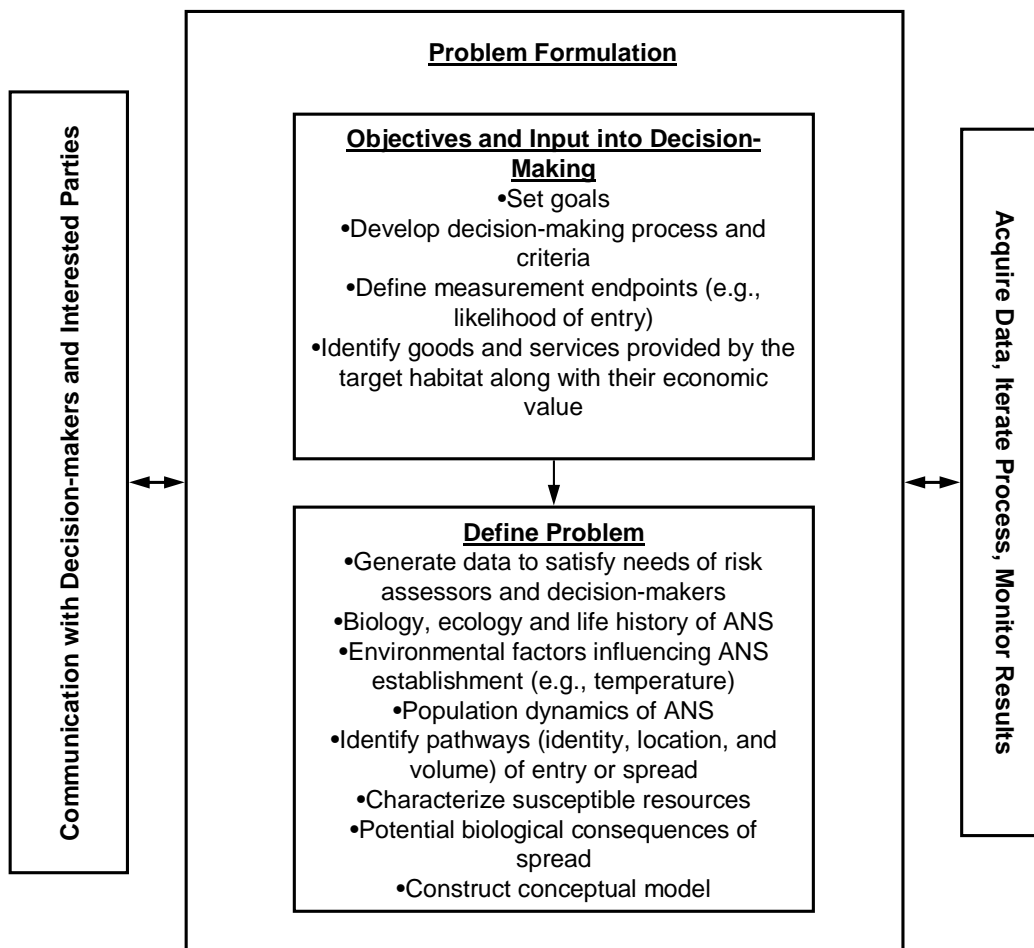 Problem Formulation
Communication with Decision-makers and Interested Parties
Objectives and Input into Decision-
Making
•Set goals
•Develop decision-making process and
criteria
•Define measurement endpoints (e.g.,
likelihood of entry)
•Identify goods and services provided by the
target habitat along with their economic
value
Define Problem
•Generate data to satisfy needs of risk
assessors and decision-makers
•Biology, ecology and life history of ANS
•Environmental factors influencing ANS
establishment (e.g., temperature)
•Population dynamics of ANS
•Identify pathways (identity, location, and
volume) of entry or spread
•Characterize susceptible resources
•Potential biological consequences of
spread
•Construct conceptual model
Acquire Data, Iterate Process, Monitor Results